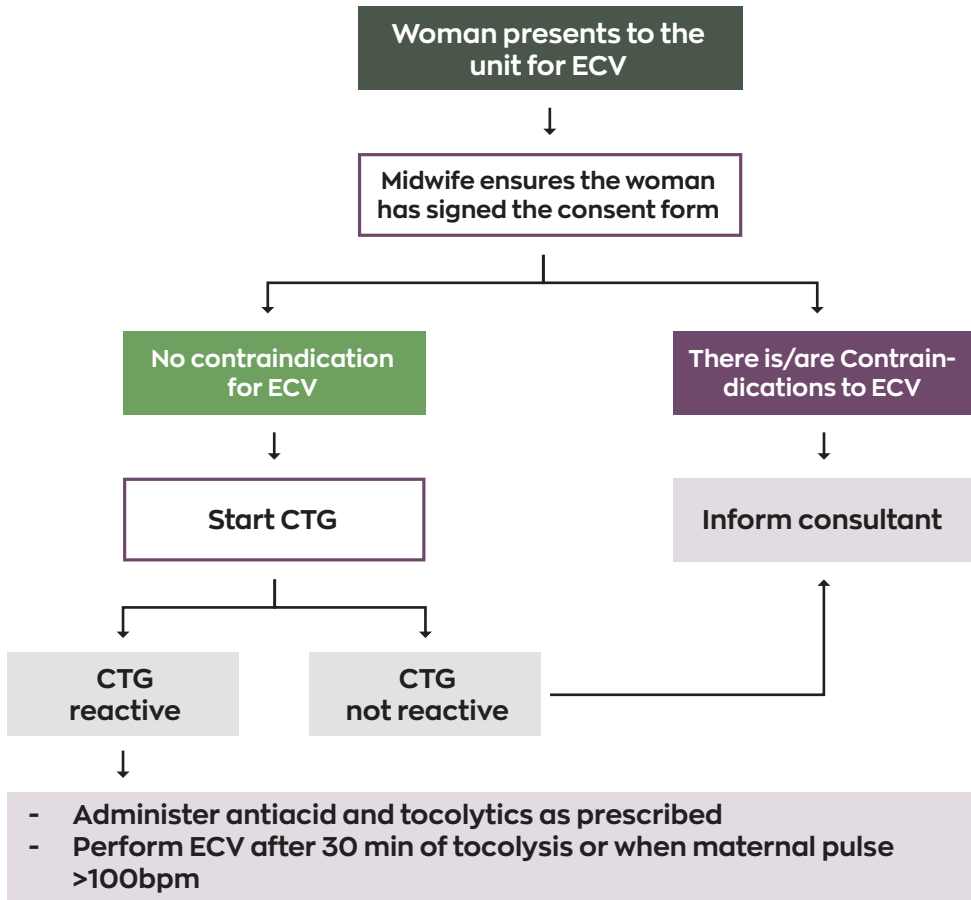 Woman presents to the
unit for ECV
Midwife ensures the woman
has signed the consent form
No contraindication
for ECV
There is/are Contrain-
dications to ECV
Start CTG
Inform consultant
CTG
reactive
CTG
not reactive
- Administer antiacid and tocolytics as prescribed
- Perform ECV after 30 min of tocolysis or when maternal pulse
>100bpm